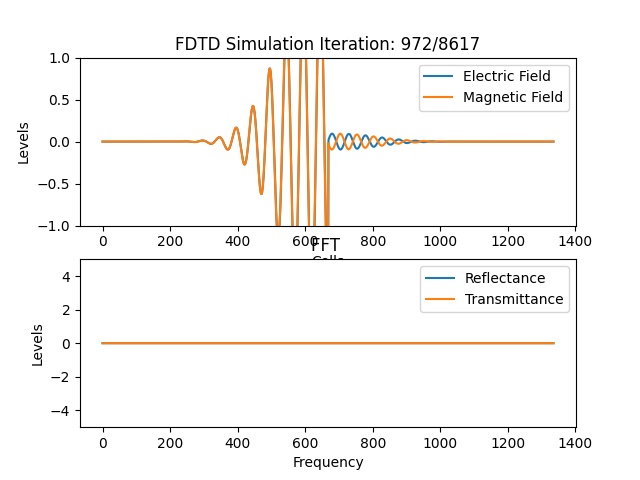 FDTD Simulation Iteration: 972/8617
1.0
0.5
0.0
−0.5
−1.0
Levels
Electric Field
Magnetic Field
0 200 400 600 800 1000 1200 1400
Cells
FFT
4
2
0
−2
−4
Levels
Reflectance
Transmittance
0 200 400 600 800 1000 1200 1400
Frequency